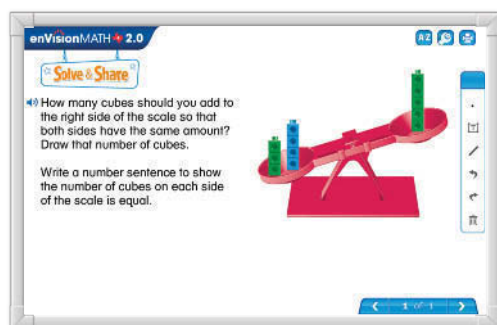 enVisionMATH 2.0
A-Z
Solve & Share
How many cubes should you add to
the right side of the scale so that
both sides have the same amount?
Draw that number of cubes.
Write a number sentence to show
the number of cubes on each side
of the scale is equal.
T
1 of 1